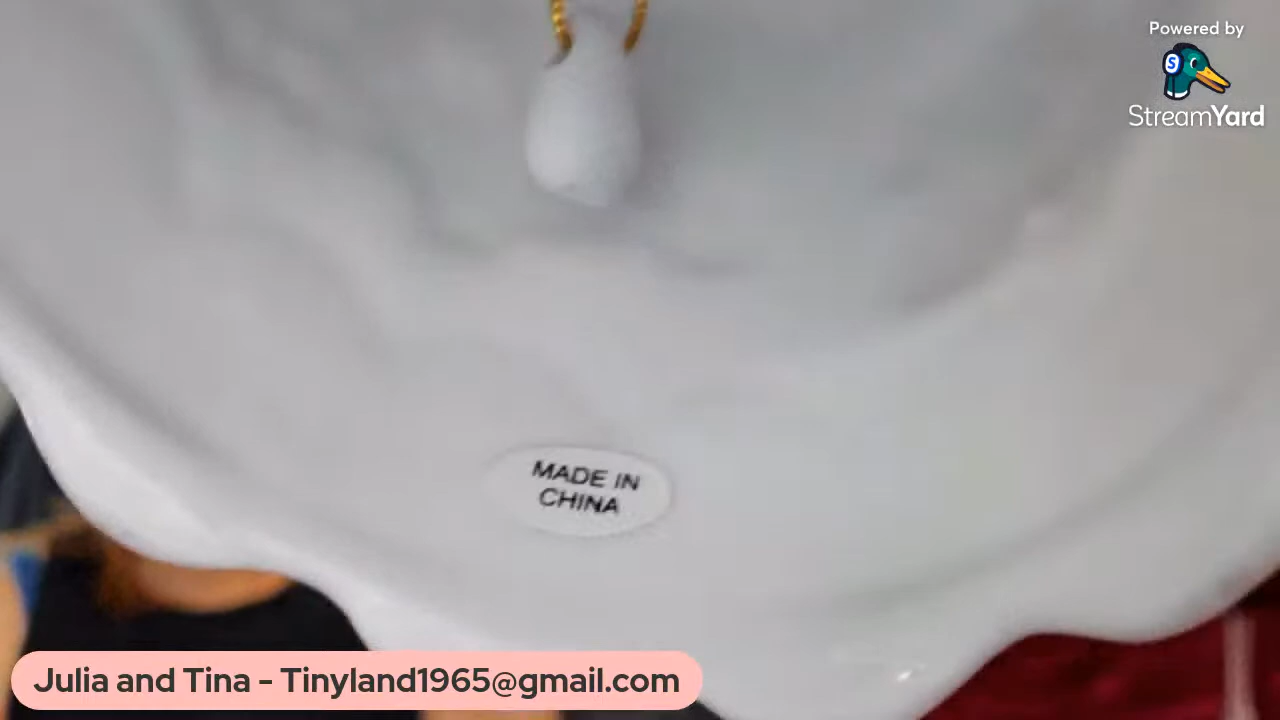 Powered by
S
StreamYard
MADE IN
CHINA
Julia and Tina - Tinyland1965@gmail.com